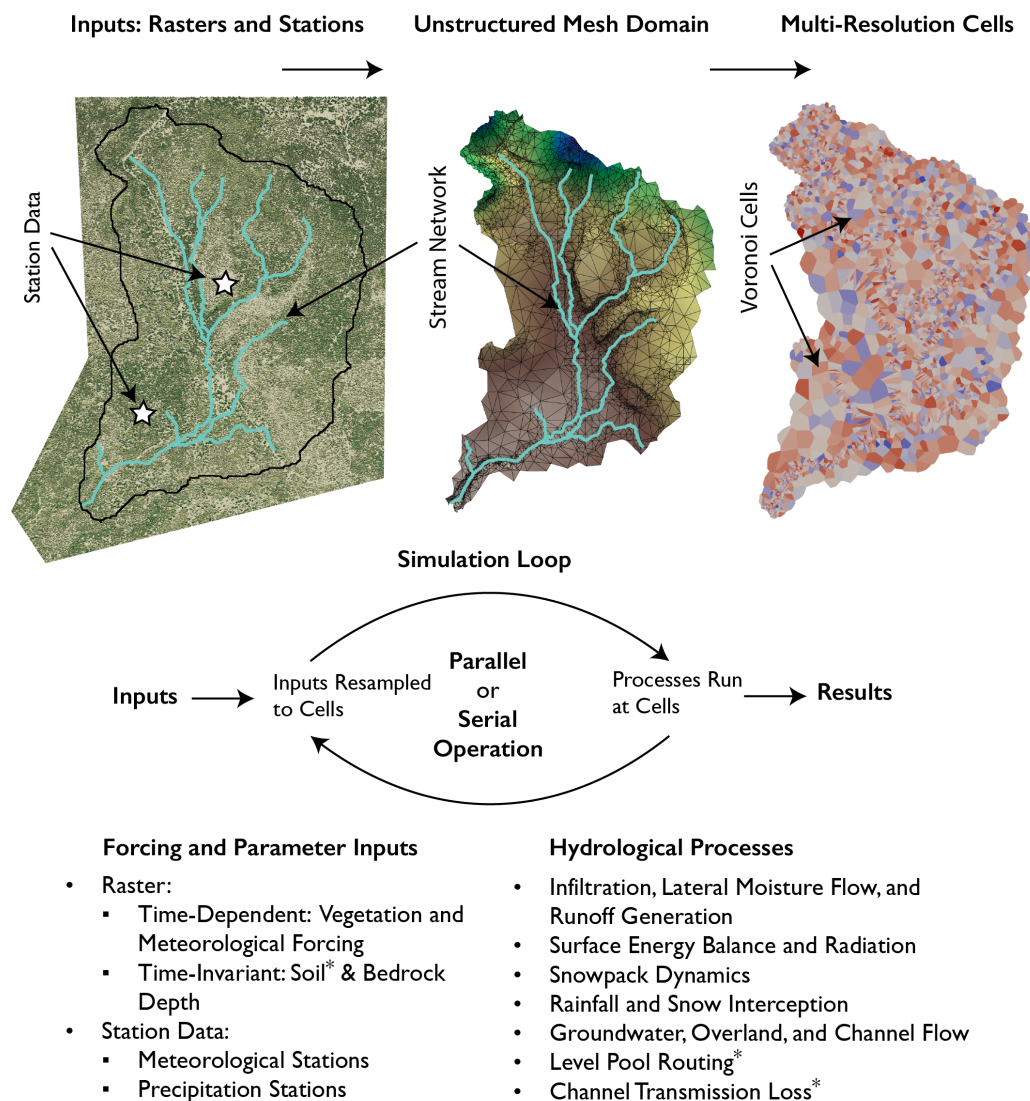 Inputs: Rasters and Stations
Unstructured Mesh Domain
Multi-Resolution Cells
Station Data
Stream Network
Voronoi Cells
Simulation Loop
Inputs
Inputs Resampled
to Cells
Parallel
or
Serial
Operation
Processes Run
at Cells
Results
Forcing and Parameter Inputs
• Raster:
▪ Time-Dependent: Vegetation and
Meteorological Forcing
▪ Time-Invariant: Soil* & Bedrock
Depth
• Station Data:
▪ Meteorological Stations
▪ Precipitation Stations
Hydrological Processes
• Infiltration, Lateral Moisture Flow, and
Runoff Generation
• Surface Energy Balance and Radiation
• Snowpack Dynamics
• Rainfall and Snow Interception
• Groundwater, Overland, and Channel Flow
• Level Pool Routing*
• Channel Transmission Loss*